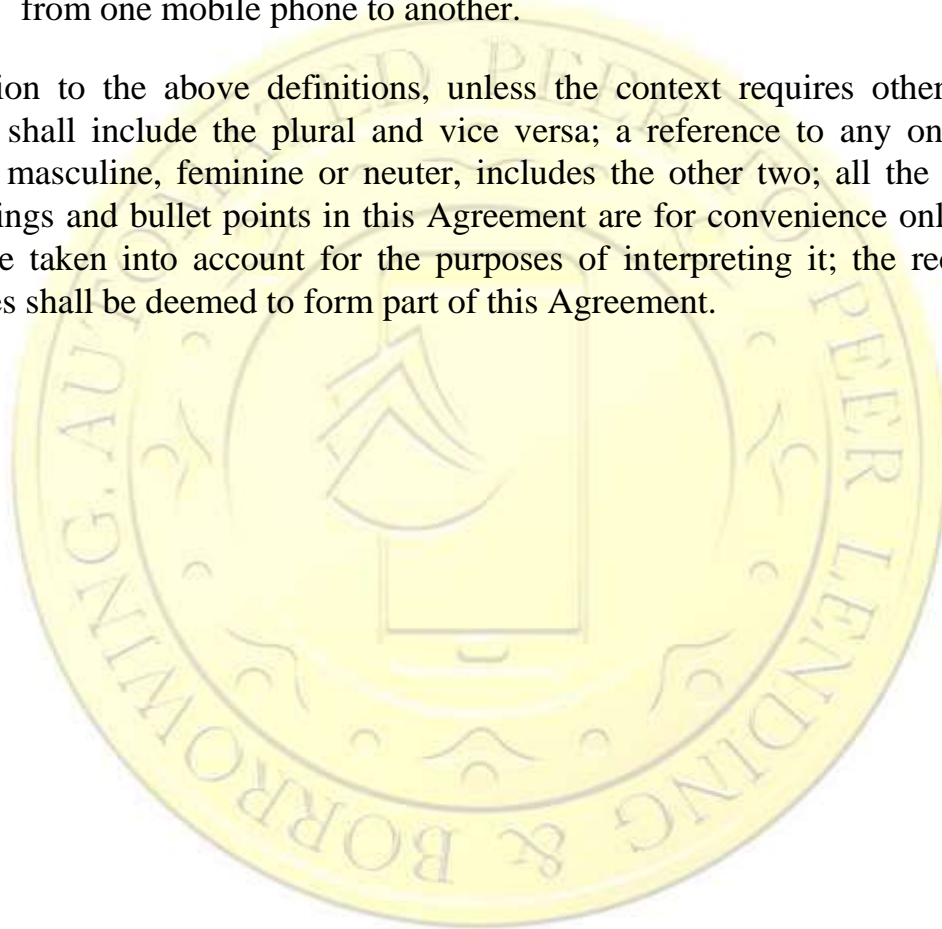 from one mobile phone to another.
ion to the above definitions, unless the context requires other
shall include the plural and vice versa; a reference to any on
masculine, feminine or neuter, includes the other two; all the
ings and bullet points in this Agreement are for convenience onl
e taken into account for the purposes of interpreting it; the rec
es shall be deemed to form part of this Agreement.
AUTOMATED PEER TO PEER LENDING & BORROWING.